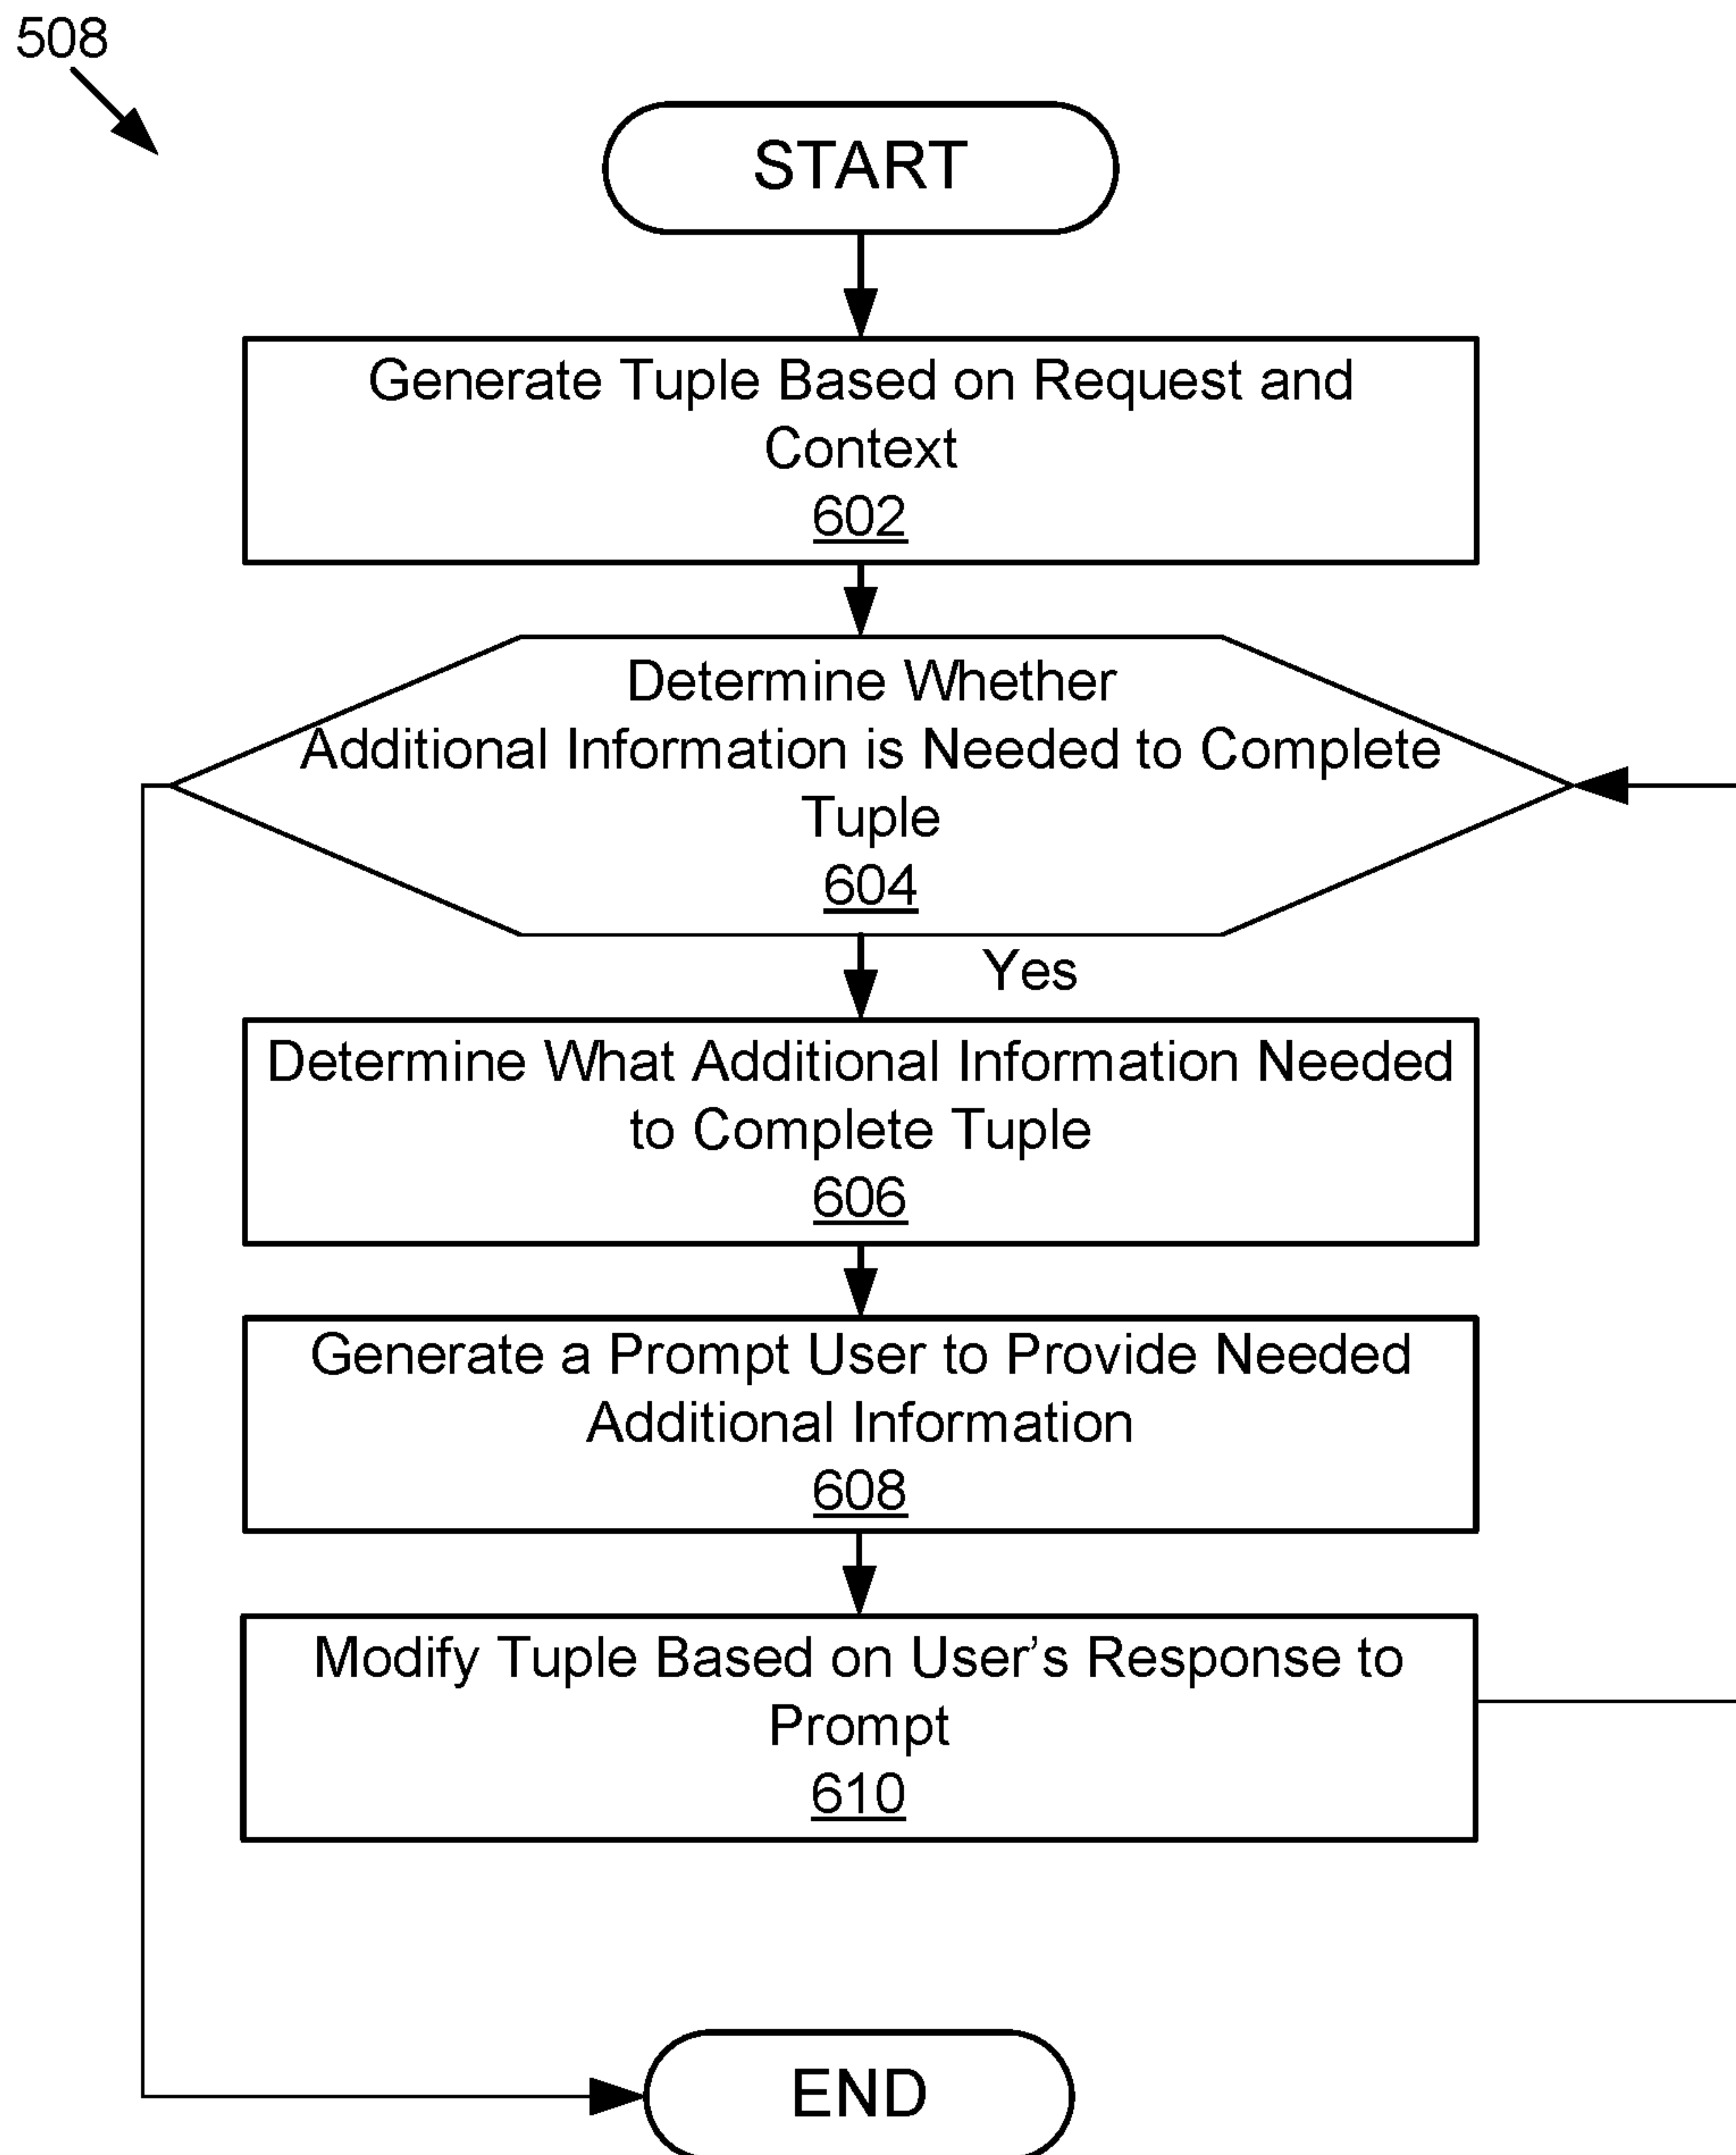 508
START
Generate Tuple Based on Request and
Context
602
Determine Whether
Additional Information is Needed to Complete
Tuple
604
Yes
Determine What Additional Information Needed
to Complete Tuple
606
Generate a Prompt User to Provide Needed
Additional Information
608
Modify Tuple Based on User’s Response to
Prompt
610
END